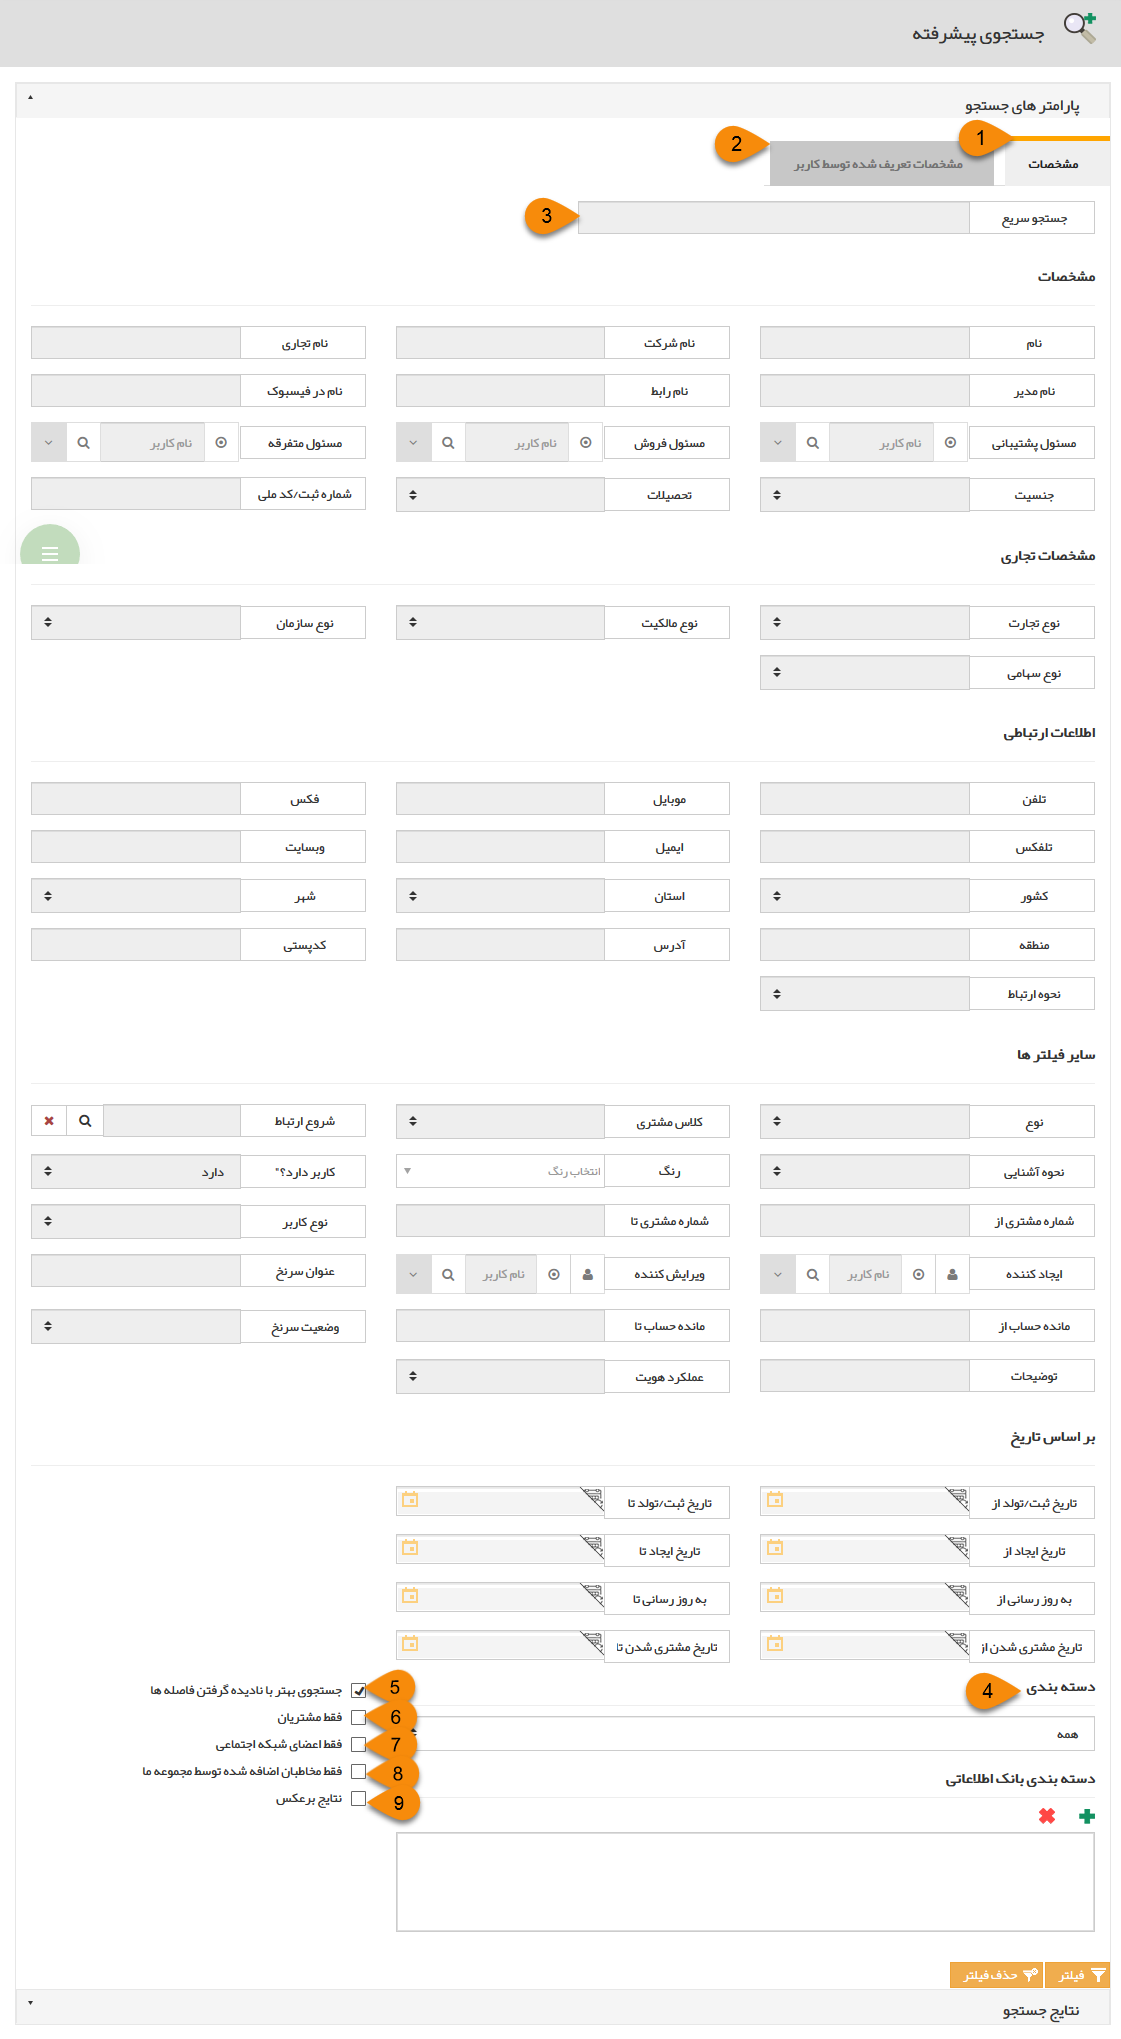 جستجوی پیشرفته
پارامتر های جستجو
مشخصات
1
مشخصات تعریف شده توسط کاربر
2
جستجو سریع
3
مشخصات
نام
نام شرکت
نام تجاری
نام مدیر
نام رابط
نام در فیسبوک
مسئول پشتیبانی
نام کاربر
مسئول فروش
نام کاربر
مسئول متفرقه
نام کاربر
جنسیت
تحصیلات
شماره ثبت/کد ملی
مشخصات تجاری
نوع تجارت
نوع مالکیت
نوع سازمان
نوع سهامی
اطلاعات ارتباطی
تلفن
موبایل
فکس
تلفکس
ایمیل
وبسایت
کشور
استان
شهر
منطقه
آدرس
کدپستی
نحوه ارتباط
سایر فیلتر ها
نوع
کلاس مشتری
شروع ارتباط
نحوه آشنایی
رنگ
انتخاب رنگ
کاربر دارد؟"
دارد
شماره مشتری از
شماره مشتری تا
نوع کاربر
ایجاد کننده
نام کاربر
ویرایش کننده
نام کاربر
عنوان سرنخ
مانده حساب از
مانده حساب تا
وضعیت سرنخ
توضیحات
عملکرد هویت
بر اساس تاریخ
تاریخ ثبت/تولد از
تاریخ ثبت/تولد تا
تاریخ ایجاد از
تاریخ ایجاد تا
به روز رسانی از
به روز رسانی تا
تاریخ مشتری شدن از
تاریخ مشتری شدن تا
دسته بندی
4
همه
دسته بندی بانک اطلاعاتی
5
جستجوی بهتر با نادیده گرفتن فاصله ها
6
فقط مشتریان
7
فقط اعضای شبکه اجتماعی
8
فقط مخاطبان اضافه شده توسط مجموعه ما
9
نتایج برعکس
فیلتر
حذف فیلتر
نتایج جستجو